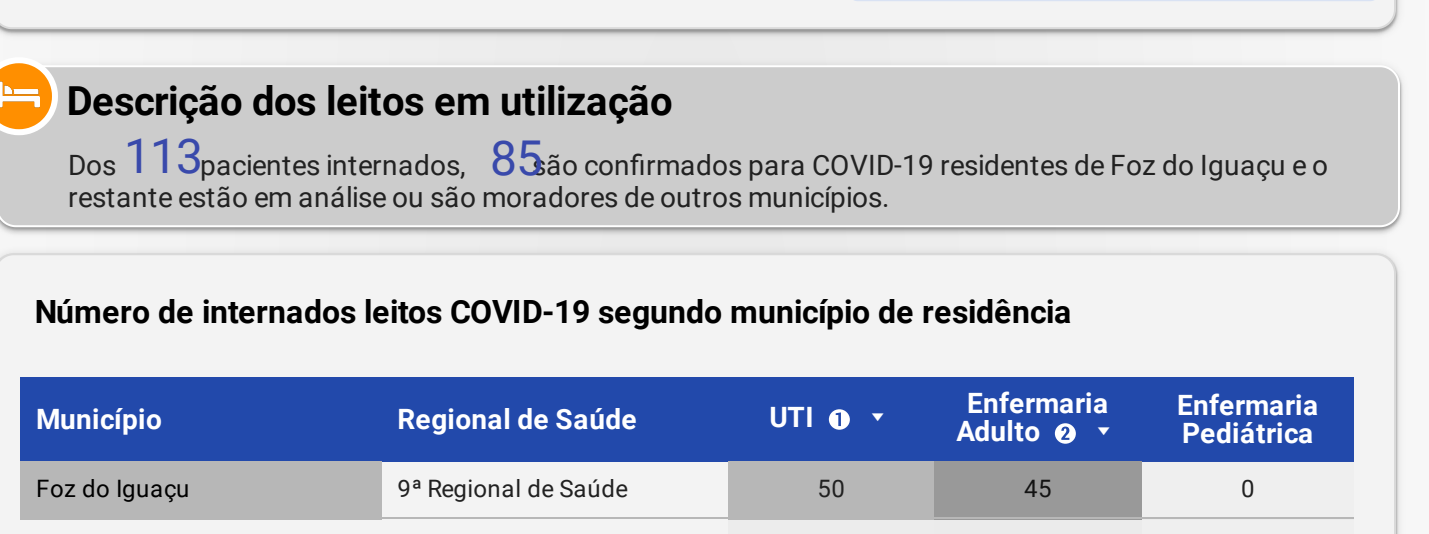 Descrição dos leitos em utilização
Dos 113 pacientes internados, 85 são confirmados para COVID-19 residentes de Foz do Iguaçu e o
restante estão em análise ou são moradores de outros municípios.
Número de internados leitos COVID-19 segundo município de residência
Município Regional de Saúde UTI ❶ ▼ Enfermaria Adulto ❷ ▼ Enfermaria Pediátrica
Foz do Iguaçu 9ª Regional de Saúde 50 45 0